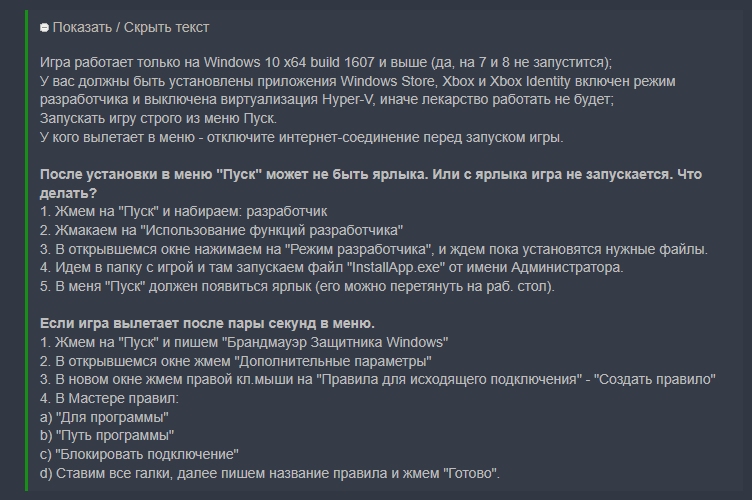 Показать / Скрыть текст
Игра работает только на Windows 10 x64 build 1607 и выше (да, на 7 и 8 не запустится);
У вас должны быть установлены приложения Windows Store, Xbox и Xbox Identity включен режим
разработчика и выключена виртуализация Hyper-V, иначе лекарство работать не будет;
Запускать игру строго из меню Пуск.
У кого вылетает в меню - отключите интернет-соединение перед запуском игры.
После установки в меню "Пуск" может не быть ярлыка. Или с ярлыка игра не запускается. Что
делать?
1. Жмем на "Пуск" и набираем: разработчик
2. Жмакаем на "Использование функций разработчика"
3. В открывшемся окне нажимаем на "Режим разработчика", и ждем пока установятся нужные файлы.
4. Идем в папку с игрой и там запускаем файл "InstallApp.exe" от имени Администратора.
5. В меня "Пуск" должен появиться ярлык (его можно перетянуть на раб. стол).
Если игра вылетает после пары секунд в меню.
1. Жмем на "Пуск" и пишем "Брандмауэр Защитника Windows"
2. В открывшемся окне жмем "Дополнительные параметры"
3. В новом окне жмем правой кл.мыши на "Правила для исходящего подключения" - "Создать правило"
4. В Мастере правил:
a) "Для программы"
b) "Путь программы"
c) "Блокировать подключение"
d) Ставим все галки, далее пишем название правила и жмем "Готово".